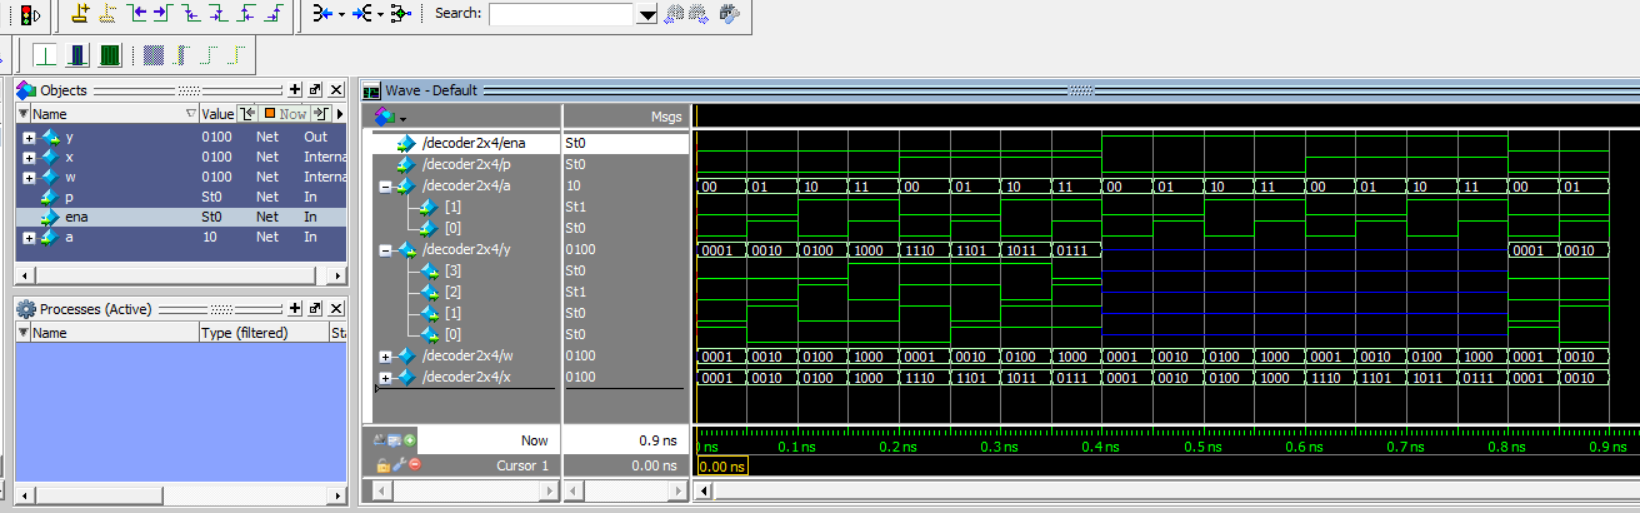 Search:
Objects
Name Value Now
y 0100 Net Out
x 0100 Net Interna
w 0100 Net Interna
p St0 Net In
ena St0 Net In
a 10 Net In
Processes (Active)
Name Type (filtered) Sta
Wave - Default
Msgs
/decoder2x4/ena St0
/decoder2x4/p St0
/decoder2x4/a 10 00 01 10 11 00 01 10 11 00 01 10 11 00 01 10 11 00 01
[1] St1
[0] St0
/decoder2x4/y 0100 0001 0010 0100 1000 1110 1101 1011 0111 0001 0010
[3] St0
[2] St1
[1] St0
[0] St0
/decoder2x4/w 0100 0001 0010 0100 1000 0001 0010 0100 1000 0001 0010 0100 1000 0001 0010 0100 1000 0001 0010
/decoder2x4/x 0100 0001 0010 0100 1000 1110 1101 1011 0111 0001 0010 0100 1000 1110 1101 1011 0111 0001 0010
Now 0.9 ns ns 0.1 ns 0.2 ns 0.3 ns 0.4 ns 0.5 ns 0.6 ns 0.7 ns 0.8 ns 0.9 ns
Cursor 1 0.00 ns 0.00 ns